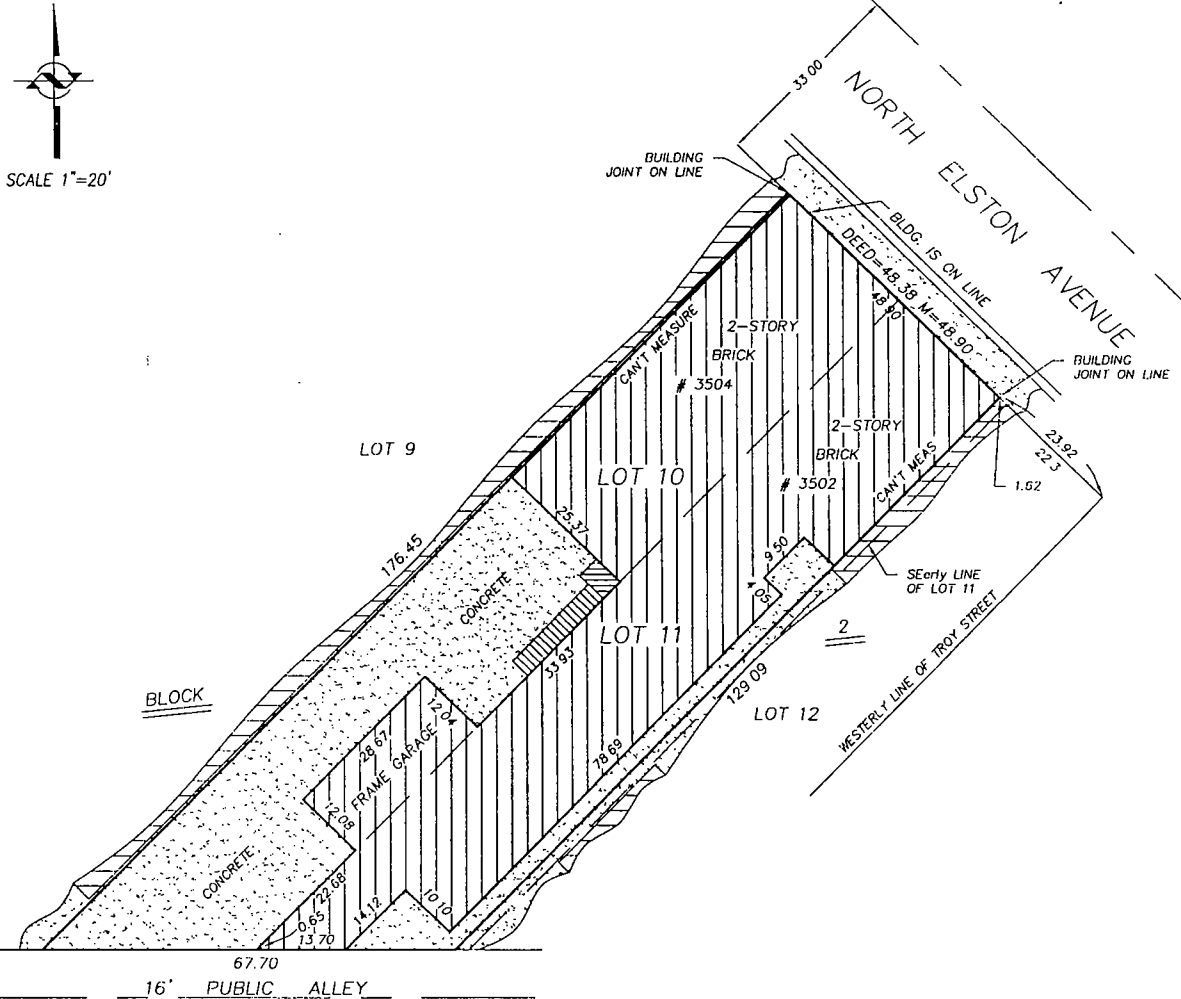 33.00
NORTH ELSTON AVENUE
SCALE 1"=20'
BUILDING
JOINT ON LINE
BLDG. IS ON LINE
DEED=48.38 M=48.90
48.90
CAN'T MEASURE
2-STORY
BRICK
# 3504
BUILDING
JOINT ON LINE
2-STORY
BRICK
# 3502
CAN'T MEAS
23.92
22.3
1.62
LOT 9
LOT 10
25.37
176.45
CONCRETE
9.50
4.05
SEerly LINE
OF LOT 11
LOT 11
33.93
2
WESTERLY LINE OF TROY STREET
129.09
BLOCK
LOT 12
12.04
28.67
FRAME GARAGE
78.69
12.08
CONCRETE
22.68
14.12
10.10
0.65
13.70
67.70
16' PUBLIC ALLEY